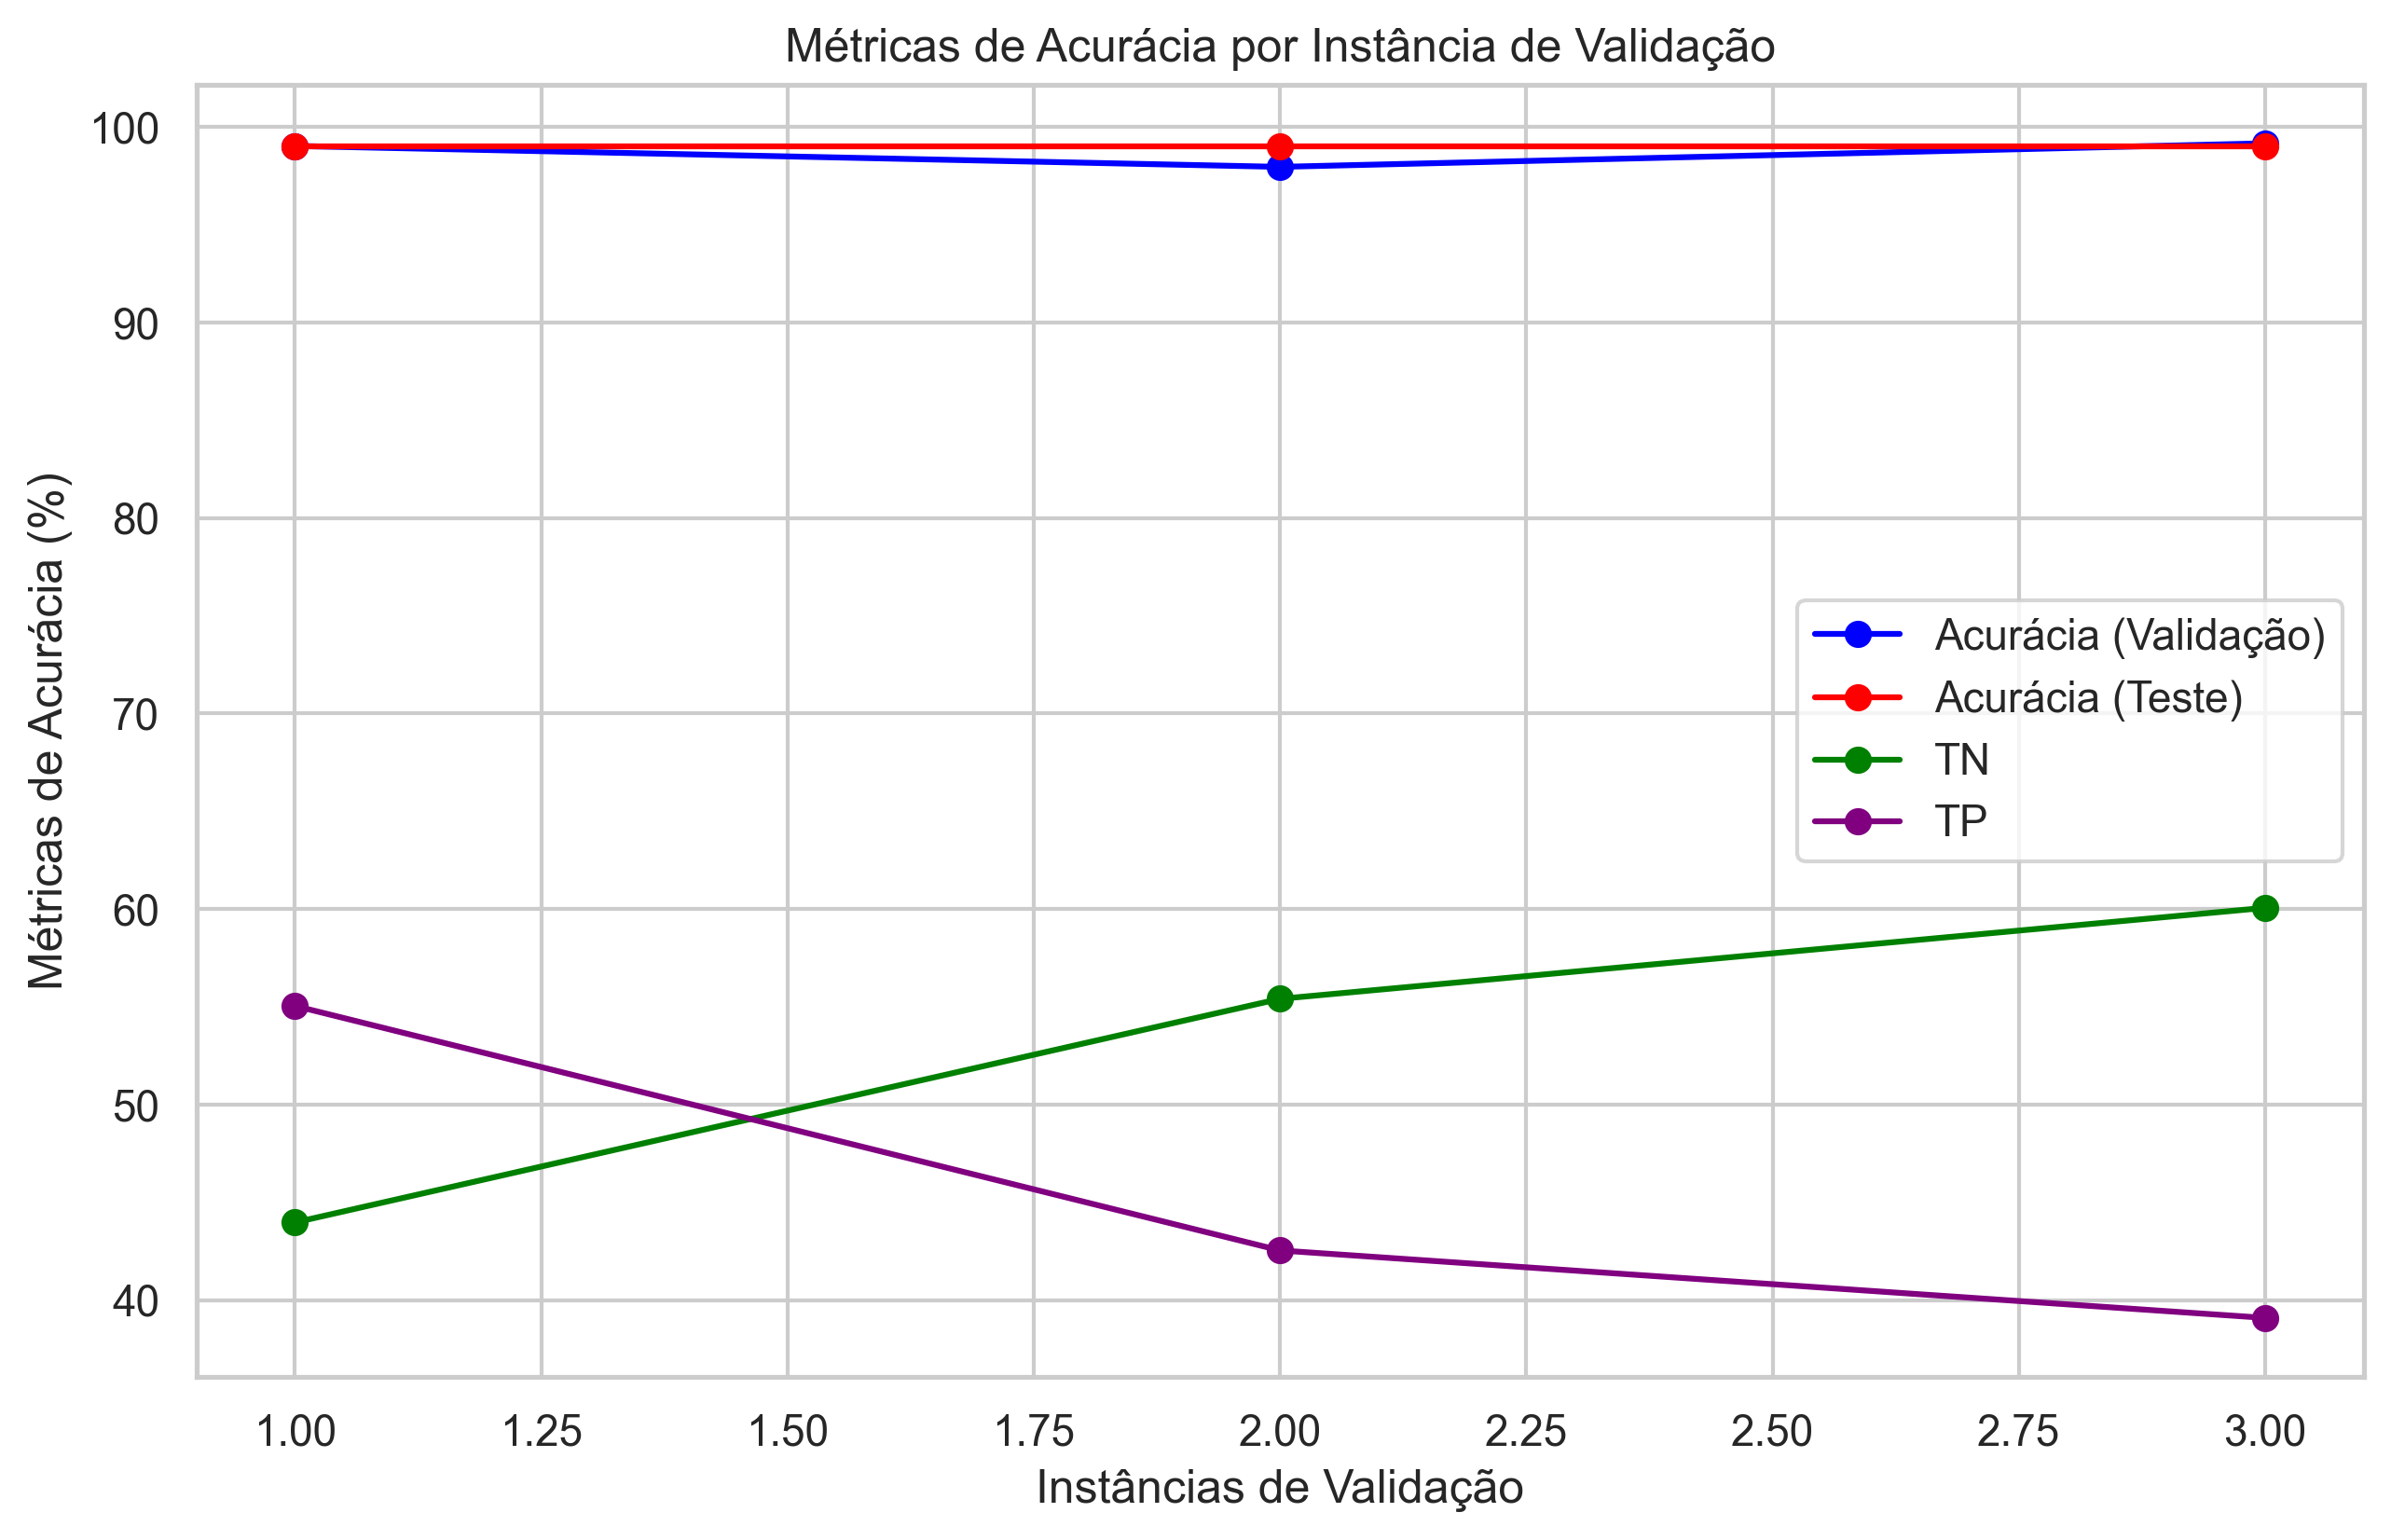 Métricas de Acurácia por Instância de Validação
Métricas de Acurácia (%)
100
90
80
70
60
50
40
Acurácia (Validação)
Acurácia (Teste)
TN
TP
1.00 1.25 1.50 1.75 2.00 2.25 2.50 2.75 3.00
Instâncias de Validação